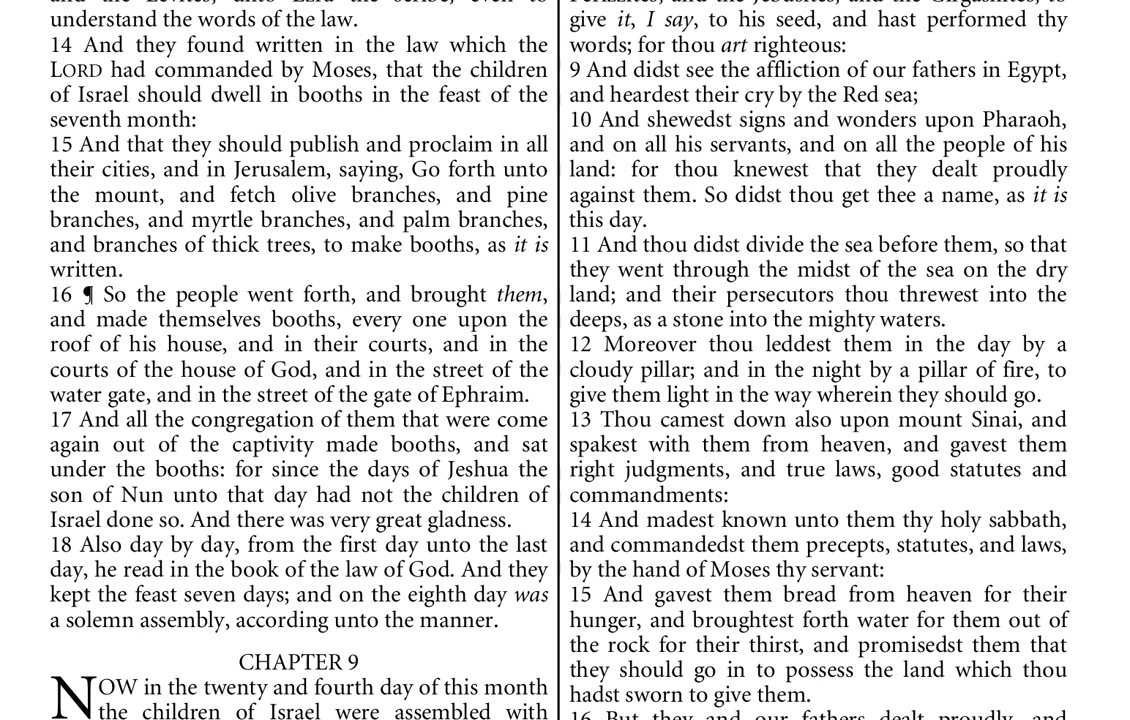 and the Levites, unto Ezra the scribe, even to
understand the words of the law.
14 And they found written in the law which the
LORD had commanded by Moses, that the children
of Israel should dwell in booths in the feast of the
seventh month:
15 And that they should publish and proclaim in all
their cities, and in Jerusalem, saying, Go forth unto
the mount, and fetch olive branches, and pine
branches, and myrtle branches, and palm branches,
and branches of thick trees, to make booths, as it is
written.
16 ¶ So the people went forth, and brought them,
and made themselves booths, every one upon the
roof of his house, and in their courts, and in the
courts of the house of God, and in the street of the
water gate, and in the street of the gate of Ephraim.
17 And all the congregation of them that were come
again out of the captivity made booths, and sat
under the booths: for since the days of Jeshua the
son of Nun unto that day had not the children of
Israel done so. And there was very great gladness.
18 Also day by day, from the first day unto the last
day, he read in the book of the law of God. And they
kept the feast seven days; and on the eighth day was
a solemn assembly, according unto the manner.
CHAPTER 9
NOW in the twenty and fourth day of this month
the children of Israel were assembled with
Perizzites, and the Jebusites, and the Girgashites, to
give it, I say, to his seed, and hast performed thy
words; for thou art righteous:
9 And didst see the affliction of our fathers in Egypt,
and heardest their cry by the Red sea;
10 And shewedst signs and wonders upon Pharaoh,
and on all his servants, and on all the people of his
land: for thou knewest that they dealt proudly
against them. So didst thou get thee a name, as it is
this day.
11 And thou didst divide the sea before them, so that
they went through the midst of the sea on the dry
land; and their persecutors thou threwest into the
deeps, as a stone into the mighty waters.
12 Moreover thou leddest them in the day by a
cloudy pillar; and in the night by a pillar of fire, to
give them light in the way wherein they should go.
13 Thou camest down also upon mount Sinai, and
spakest with them from heaven, and gavest them
right judgments, and true laws, good statutes and
commandments:
14 And madest known unto them thy holy sabbath,
and commandedst them precepts, statutes, and laws,
by the hand of Moses thy servant:
15 And gavest them bread from heaven for their
hunger, and broughtest forth water for them out of
the rock for their thirst, and promisedst them that
they should go in to possess the land which thou
hadst sworn to give them.
16 But they and our fathers dealt proudly, and